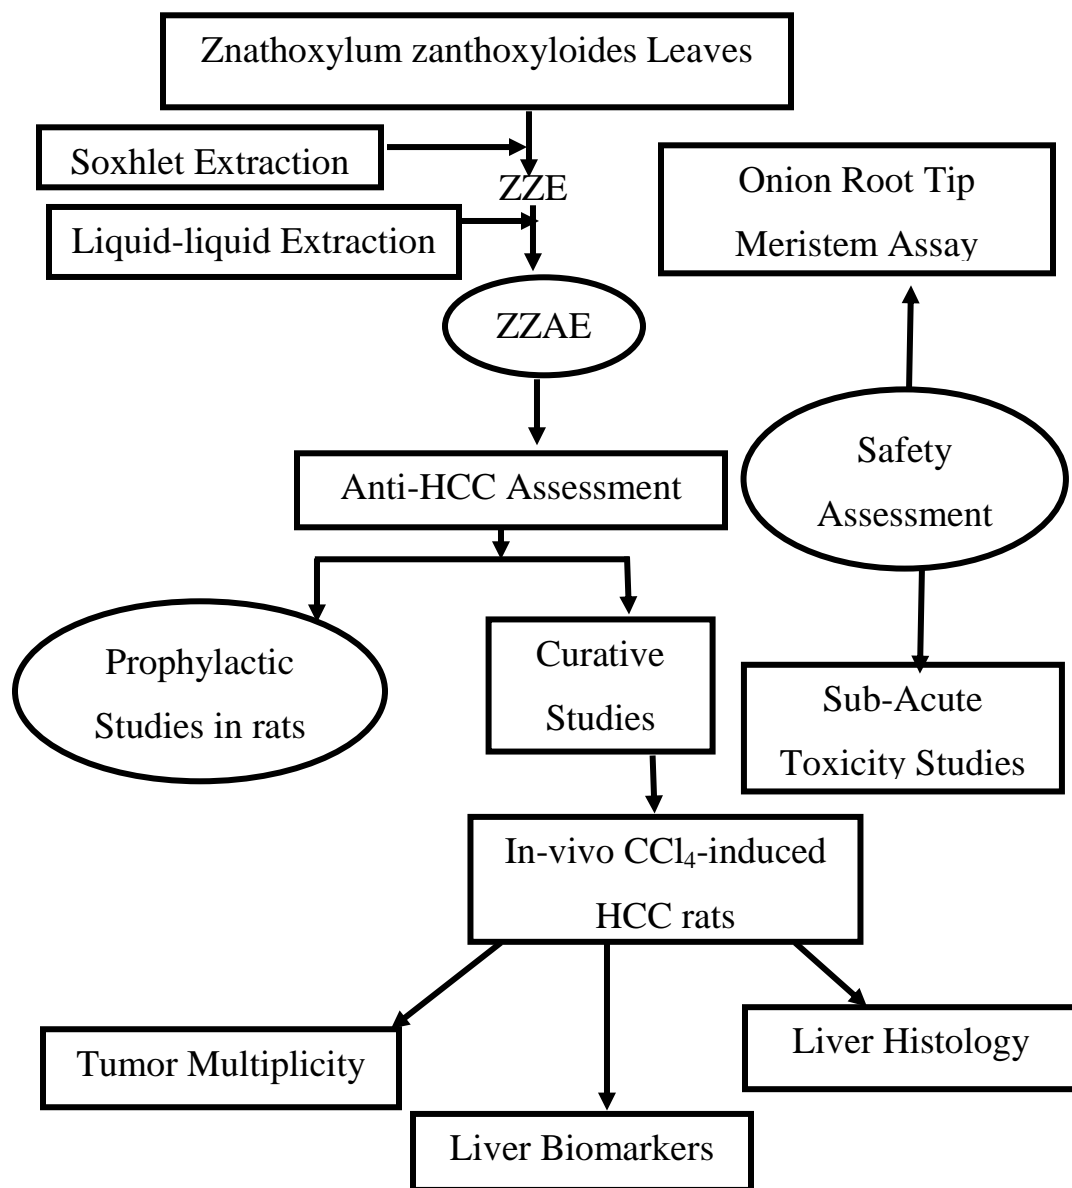 Znathoxylum zanthoxyloides Leaves
Soxhlet Extraction
ZZE
Liquid-liquid Extraction
ZZAE
Onion Root Tip
Meristem Assay
Anti-HCC Assessment
Safety
Assessment
Prophylactic
Studies in rats
Curative
Studies
Sub-Acute
Toxicity Studies
In-vivo CCl₄-induced
HCC rats
Tumor Multiplicity
Liver Histology
Liver Biomarkers